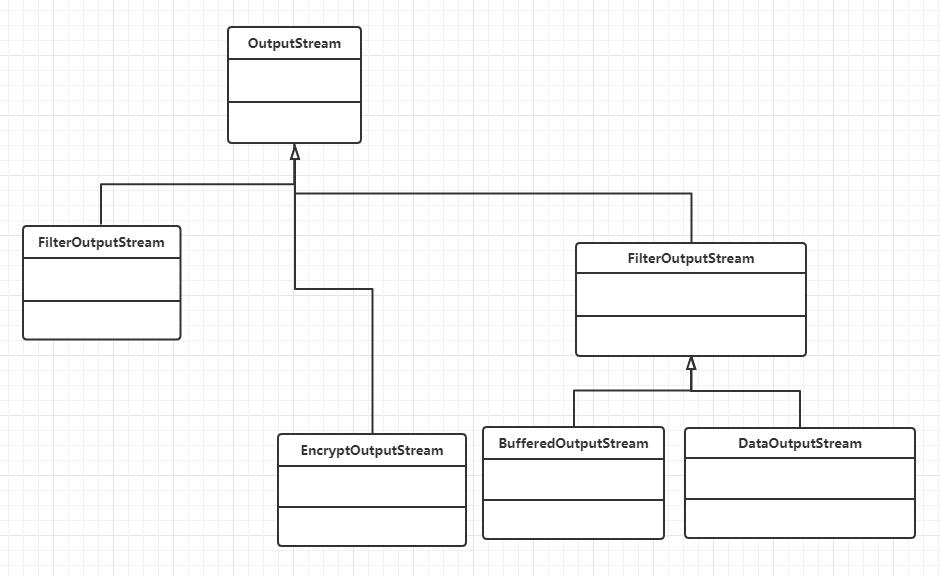 OutputStream
FilterOutputStream
FilterOutputStream
EncryptOutputStream
BufferedOutputStream
DataOutputStream